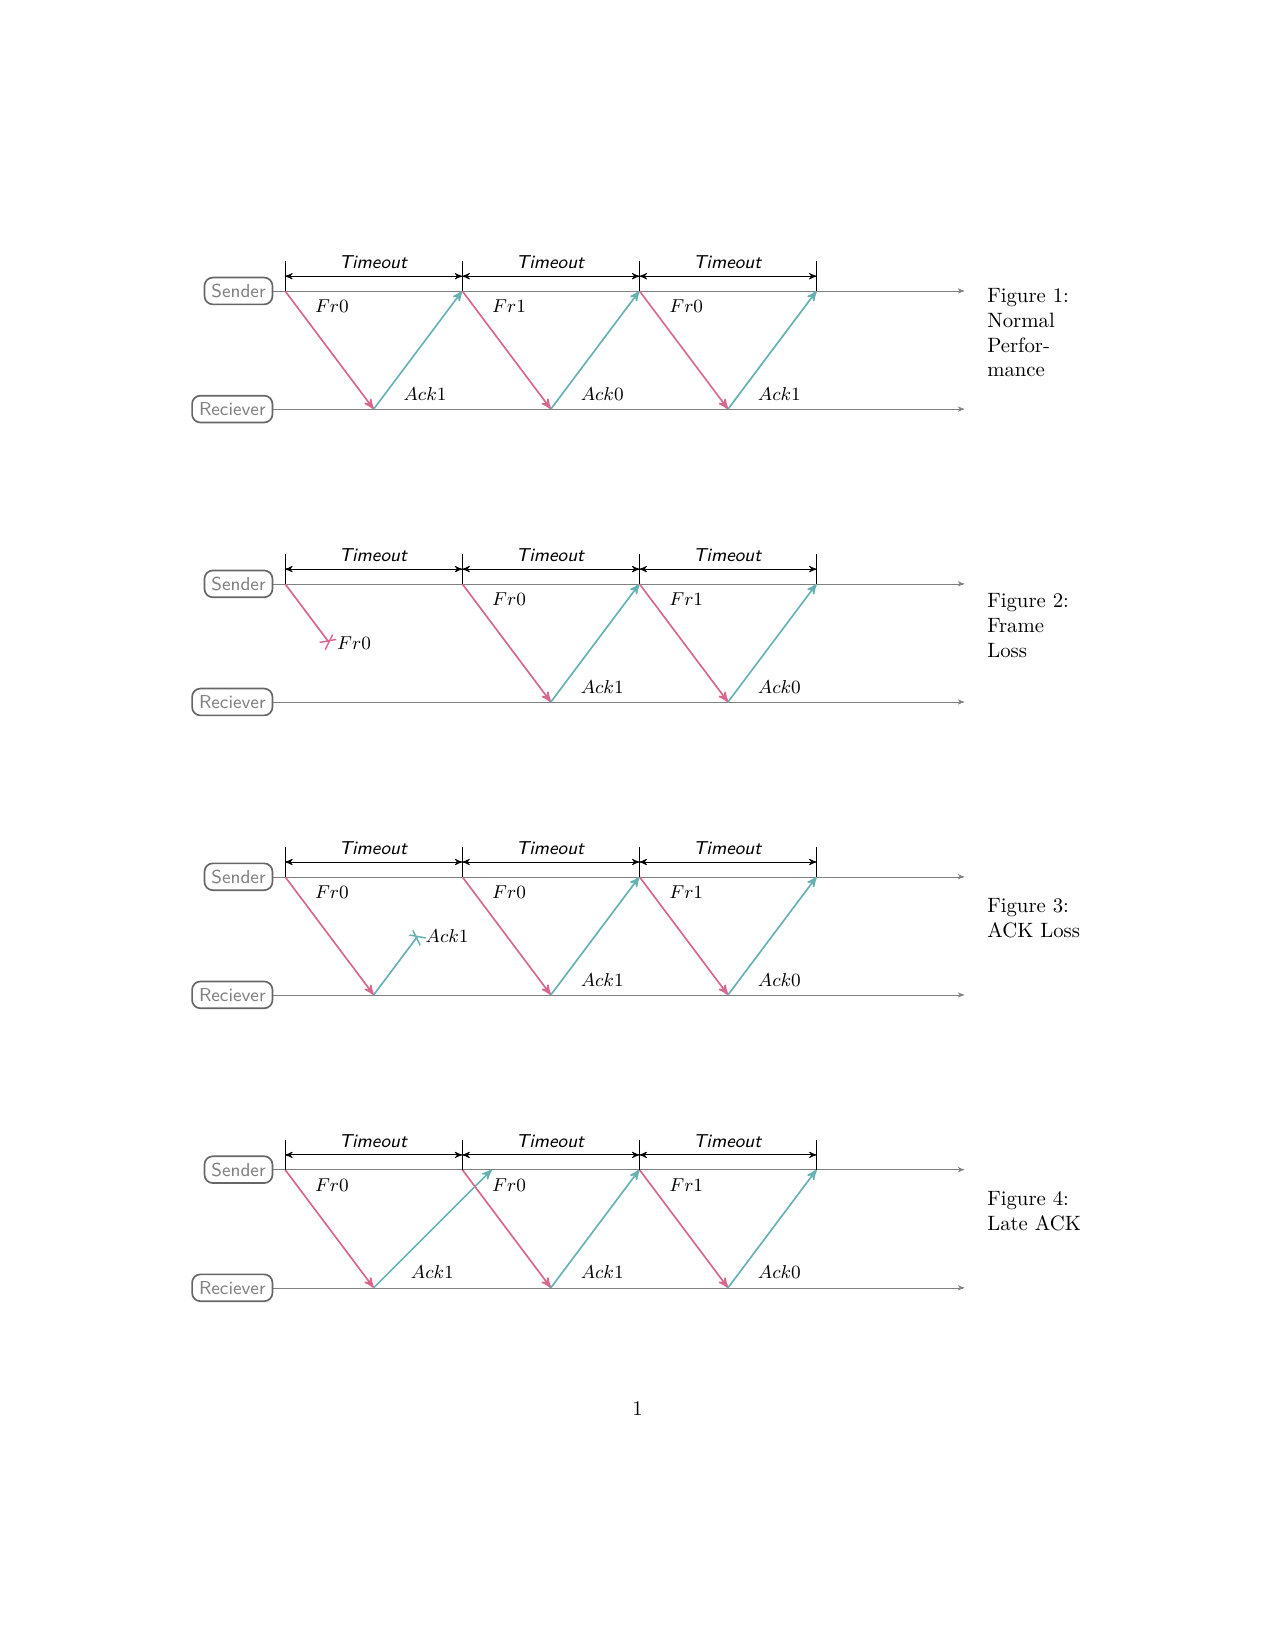 Timeout Timeout Timeout
Sender
Fr0 Fr1 Fr0
Ack1 Ack0 Ack1
Reciever
Figure 1:
Normal
Perfor-
mance
Timeout Timeout Timeout
Sender
Fr0 Fr1
Fr0
Ack1 Ack0
Reciever
Figure 2:
Frame
Loss
Timeout Timeout Timeout
Sender
Fr0 Fr0 Fr1
Ack1
Ack1 Ack0
Reciever
Figure 3:
ACK Loss
Timeout Timeout Timeout
Sender
Fr0 Fr0 Fr1
Ack1 Ack1 Ack0
Reciever
Figure 4:
Late ACK
1